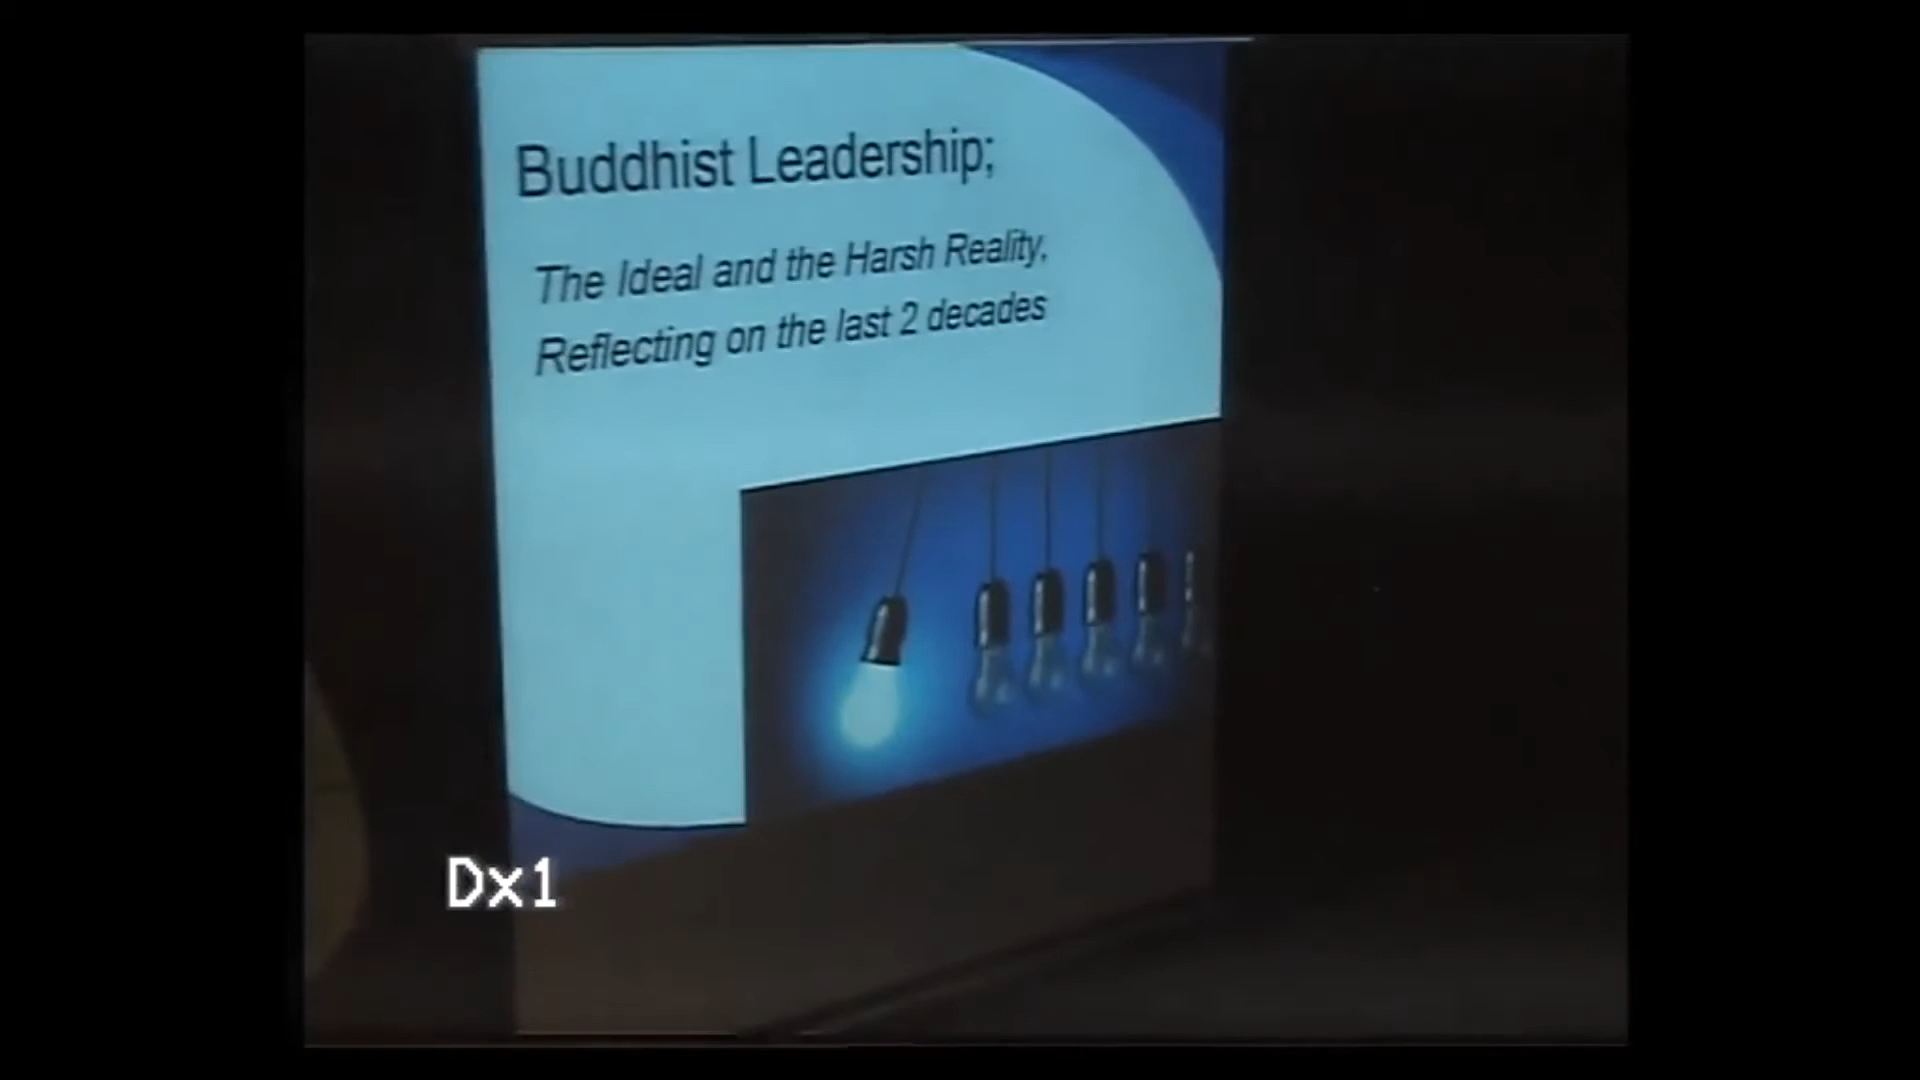 Buddhist Leadership;
The Ideal and the Harsh Reality,
Reflecting on the last 2 decades
Dx1